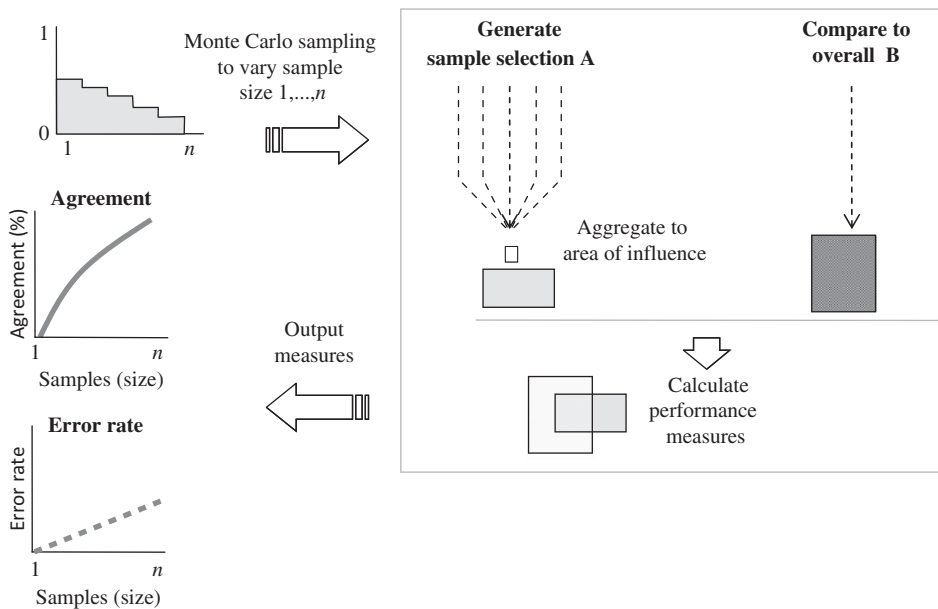 1
0
1
n
Monte Carlo sampling
to vary sample
size 1,...,n
Generate
sample selection A
Compare to
overall B
Aggregate to
area of influence
Calculate
performance
measures
Output
measures
Agreement
Agreement (%)
1
n
Samples (size)
Error rate
Error rate
1
n
Samples (size)